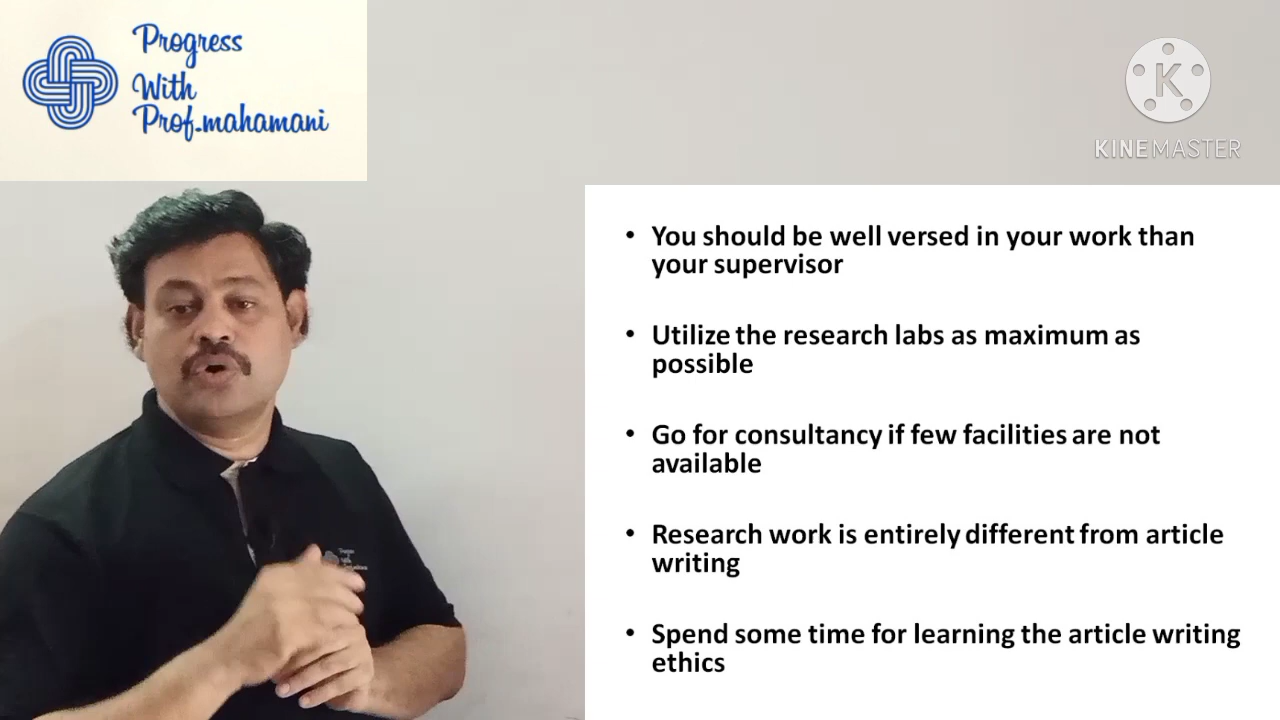 Progress
With
Prof.mahamani
K
KINEMASTER
• You should be well versed in your work than
your supervisor
• Utilize the research labs as maximum as
possible
• Go for consultancy if few facilities are not
available
• Research work is entirely different from article
writing
• Spend some time for learning the article writing
ethics